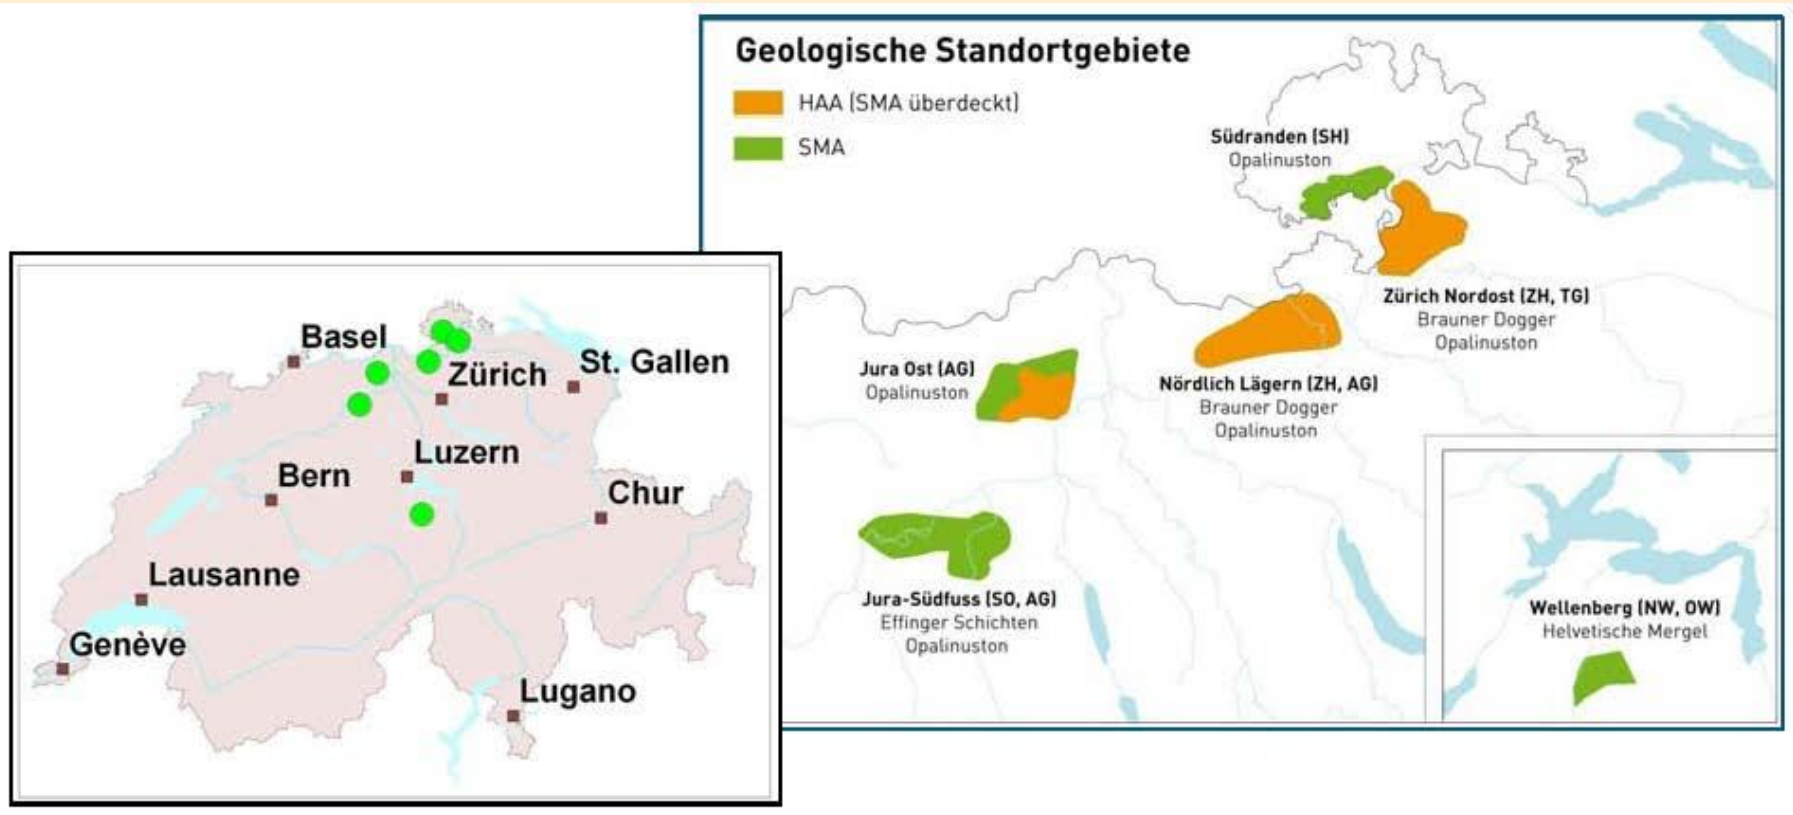 Geologische Standortgebiete
HAA (SMA überdeckt)
SMA
Südranden (SH)
Opalinuston
Zürich Nordost (ZH, TG)
Brauner Dogger
Opalinuston
Jura Ost (AG)
Opalinuston
Nördlich Lägern (ZH, AG)
Brauner Dogger
Opalinuston
Jura-Südfuss (SO, AG)
Effinger Schichten
Opalinuston
Wellenberg (NW, OW)
Helvetische Mergel
Basel
St. Gallen
Zürich
Luzern
Bern
Chur
Lausanne
Genève
Lugano